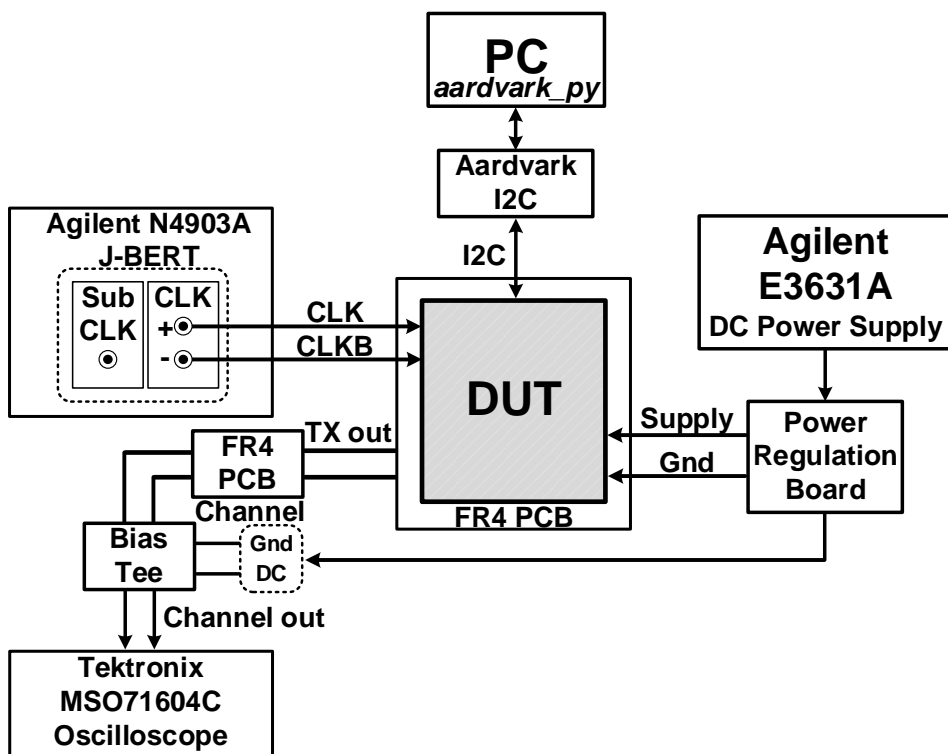 PC
aardvark_py
Aardvark
I2C
I2C
Agilent N4903A
J-BERT
Sub
CLK
CLK
+
-
CLK
CLKB
DUT
FR4 PCB
Agilent
E3631A
DC Power Supply
Supply
Gnd
Power
Regulation
Board
TX out
FR4
PCB
Channel
Bias
Tee
Gnd
DC
Channel out
Tektronix
MSO71604C
Oscilloscope